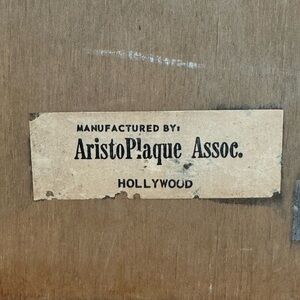 MANUFACTURED BY:
AristoPlaque Assoc.
HOLLYWOOD